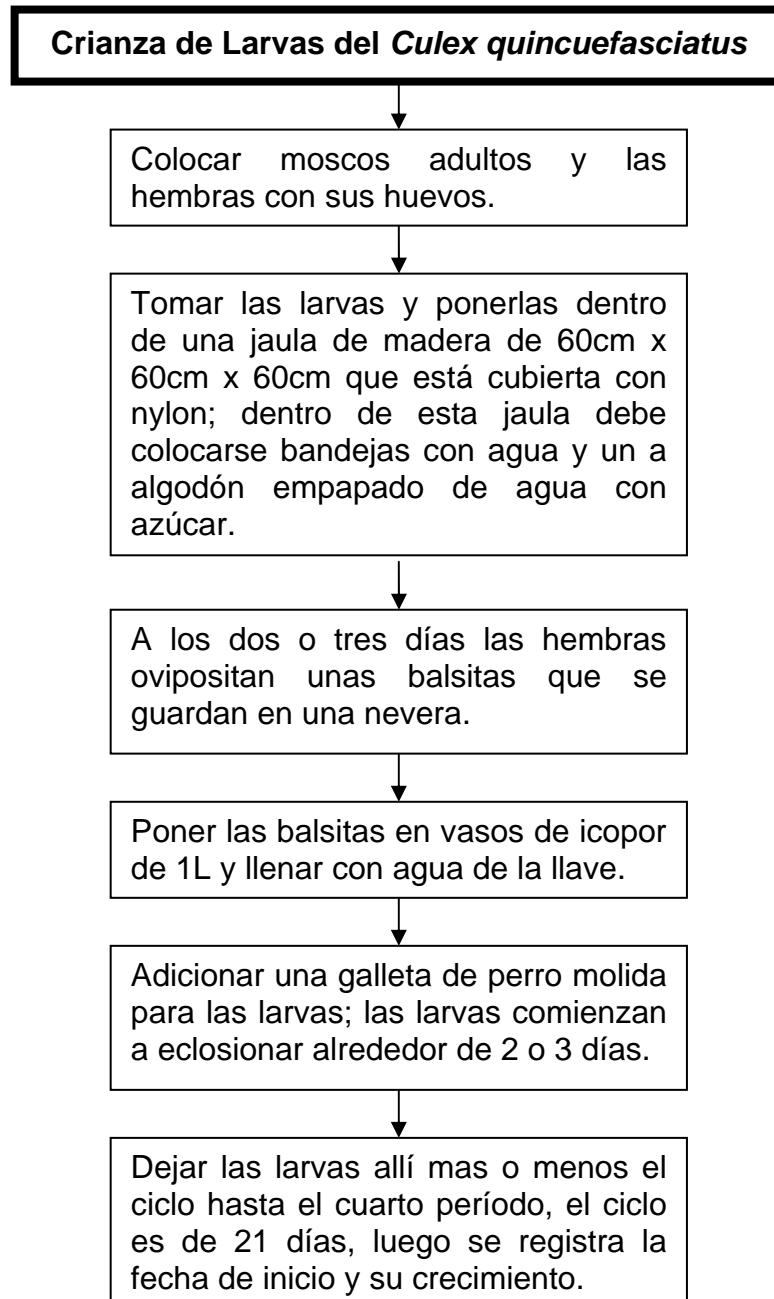 Crianza de Larvas del Culex quincuefasciatus
Colocar moscos adultos y las
hembras con sus huevos.
Tomar las larvas y ponerlas dentro
de una jaula de madera de 60cm x
60cm x 60cm que está cubierta con
nylon; dentro de esta jaula debe
colocarse bandejas con agua y un a
algodón empapado de agua con
azúcar.
A los dos o tres días las hembras
ovipositan unas balsitas que se
guardan en una nevera.
Poner las balsitas en vasos de icopor
de 1L y llenar con agua de la llave.
Adicionar una galleta de perro molida
para las larvas; las larvas comienzan
a eclosionar alrededor de 2 o 3 días.
Dejar las larvas allí mas o menos el
ciclo hasta el cuarto período, el ciclo
es de 21 días, luego se registra la
fecha de inicio y su crecimiento.